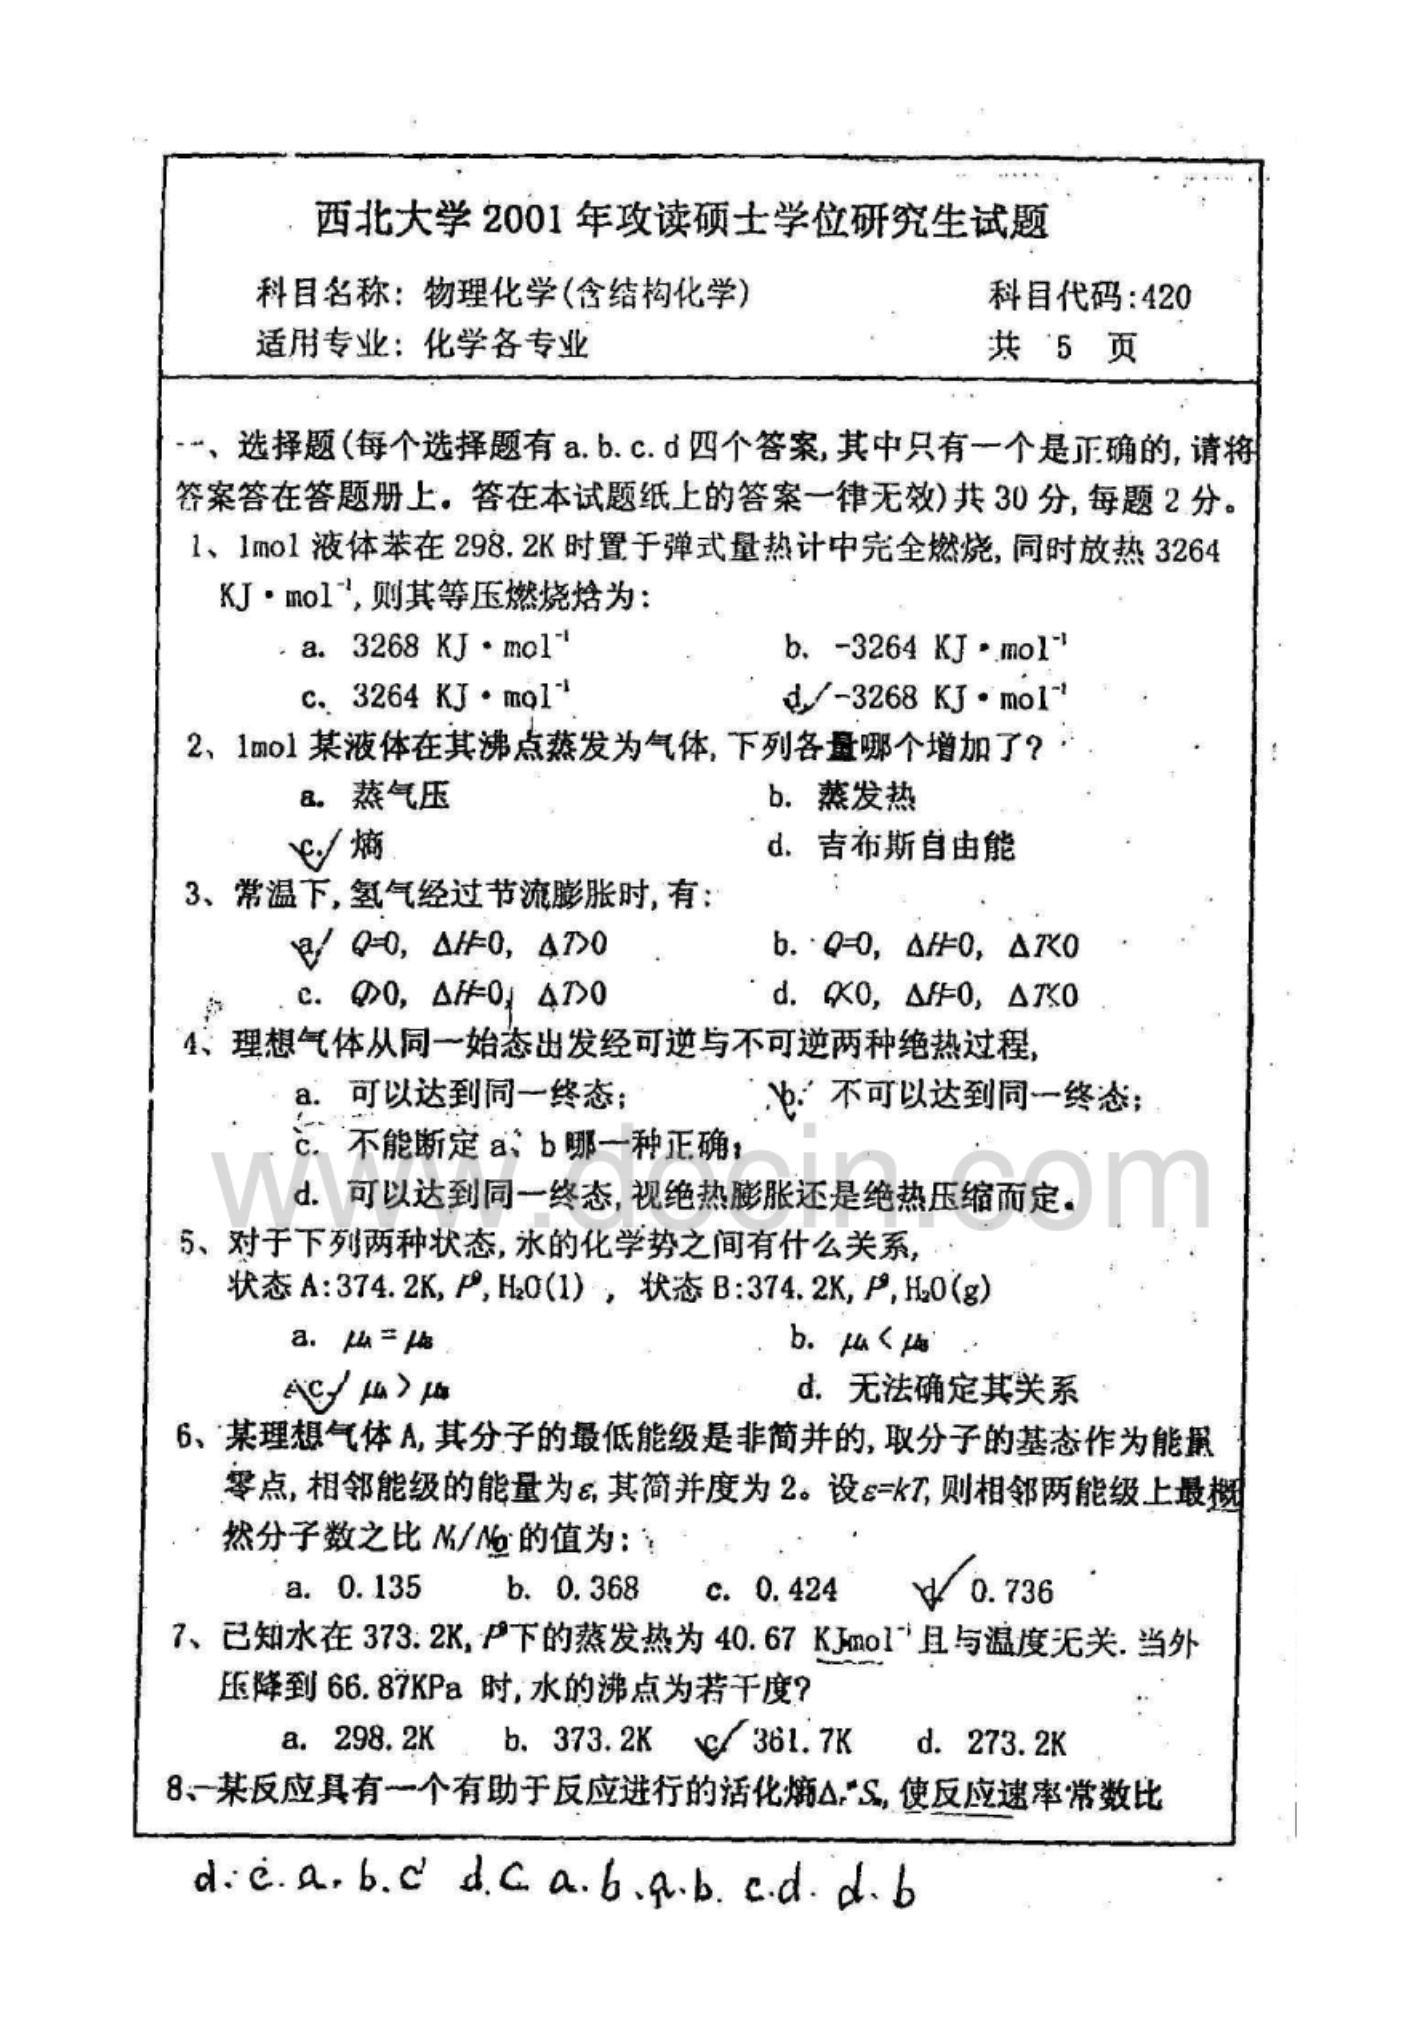 西北大学2001年攻读硕士学位研究生试题
科目名称：物理化学(含结构化学) 科目代码:420
适用专业：化学各专业 共 5 页
一、选择题(每个选择题有a.b.c.d四个答案,其中只有一个是正确的,请将
答案答在答题册上。答在本试题纸上的答案一律无效)共30分,每题2分。
1、1mol液体苯在298.2K时置于弹式量热计中完全燃烧,同时放热3264
KJ·mol⁻¹,则其等压燃烧焓为:
a. 3268 KJ·mol⁻¹ b. -3264 KJ·mol⁻¹
c. 3264 KJ·mol⁻¹ d. -3268 KJ·mol⁻¹
2、1mol某液体在其沸点蒸发为气体,下列各量哪个增加了?
a. 蒸气压 b. 蒸发热
c. 熵 d. 吉布斯自由能
3、常温下,氢气经过节流膨胀时,有:
a. Q=0, ΔH=0, ΔT>0 b. Q=0, ΔH=0, ΔT<0
c. Q>0, ΔH=0, ΔT>0 d. Q<0, ΔH=0, ΔT<0
4、理想气体从同一始态出发经可逆与不可逆两种绝热过程,
a. 可以达到同一终态; b. 不可以达到同一终态;
c. 不能断定a、b哪一种正确;
d. 可以达到同一终态,视绝热膨胀还是绝热压缩而定。
www.docin.com
5、对于下列两种状态,水的化学势之间有什么关系,
状态A:374.2K, Pᶿ, H₂O(l) , 状态B:374.2K, Pᶿ, H₂O(g)
a. μA = μB b. μA < μB
c. μA > μB d. 无法确定其关系
6、某理想气体A,其分子的最低能级是非简并的,取分子的基态作为能量
零点,相邻能级的能量为ε,其简并度为2。设ε=kT,则相邻两能级上最概
然分子数之比N₁/N₀的值为:
a. 0.135 b. 0.368 c. 0.424 d. 0.736
7、已知水在373.2K, Pᶿ下的蒸发热为40.67 KJmol⁻¹且与温度无关.当外
压降到66.87KPa 时,水的沸点为若干度?
a. 298.2K b. 373.2K c. 361.7K d. 273.2K
8、某反应具有一个有助于反应进行的活化熵Δr≠Sm,使反应速率常数比
d. c. a. b. c d. c a. b. a. b. c. d. d. b